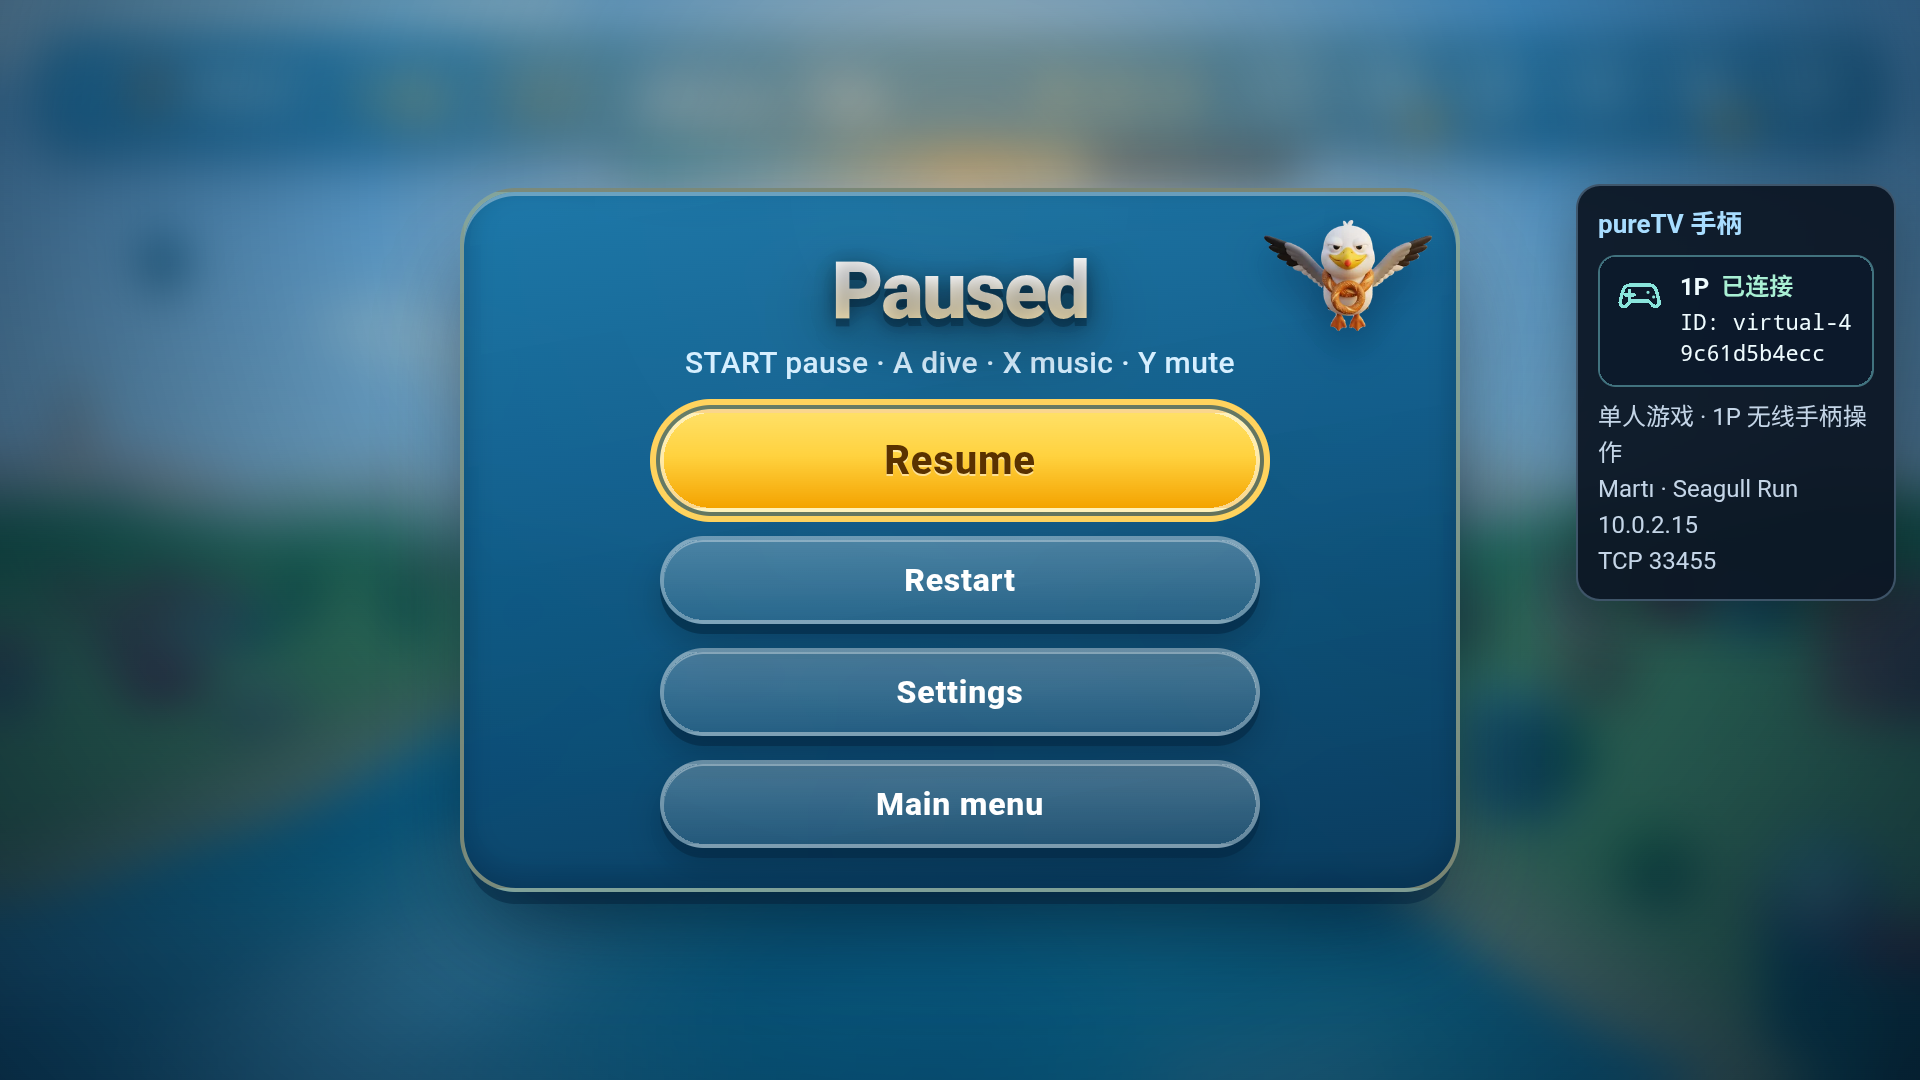 Paused
START pause · A dive · X music · Y mute
Resume
Restart
Settings
Main menu
pureTV 手柄
1P 已连接
ID: virtual-4
9c61d5b4ecc
单人游戏 · 1P 无线手柄操
作
Martı · Seagull Run
10.0.2.15
TCP 33455